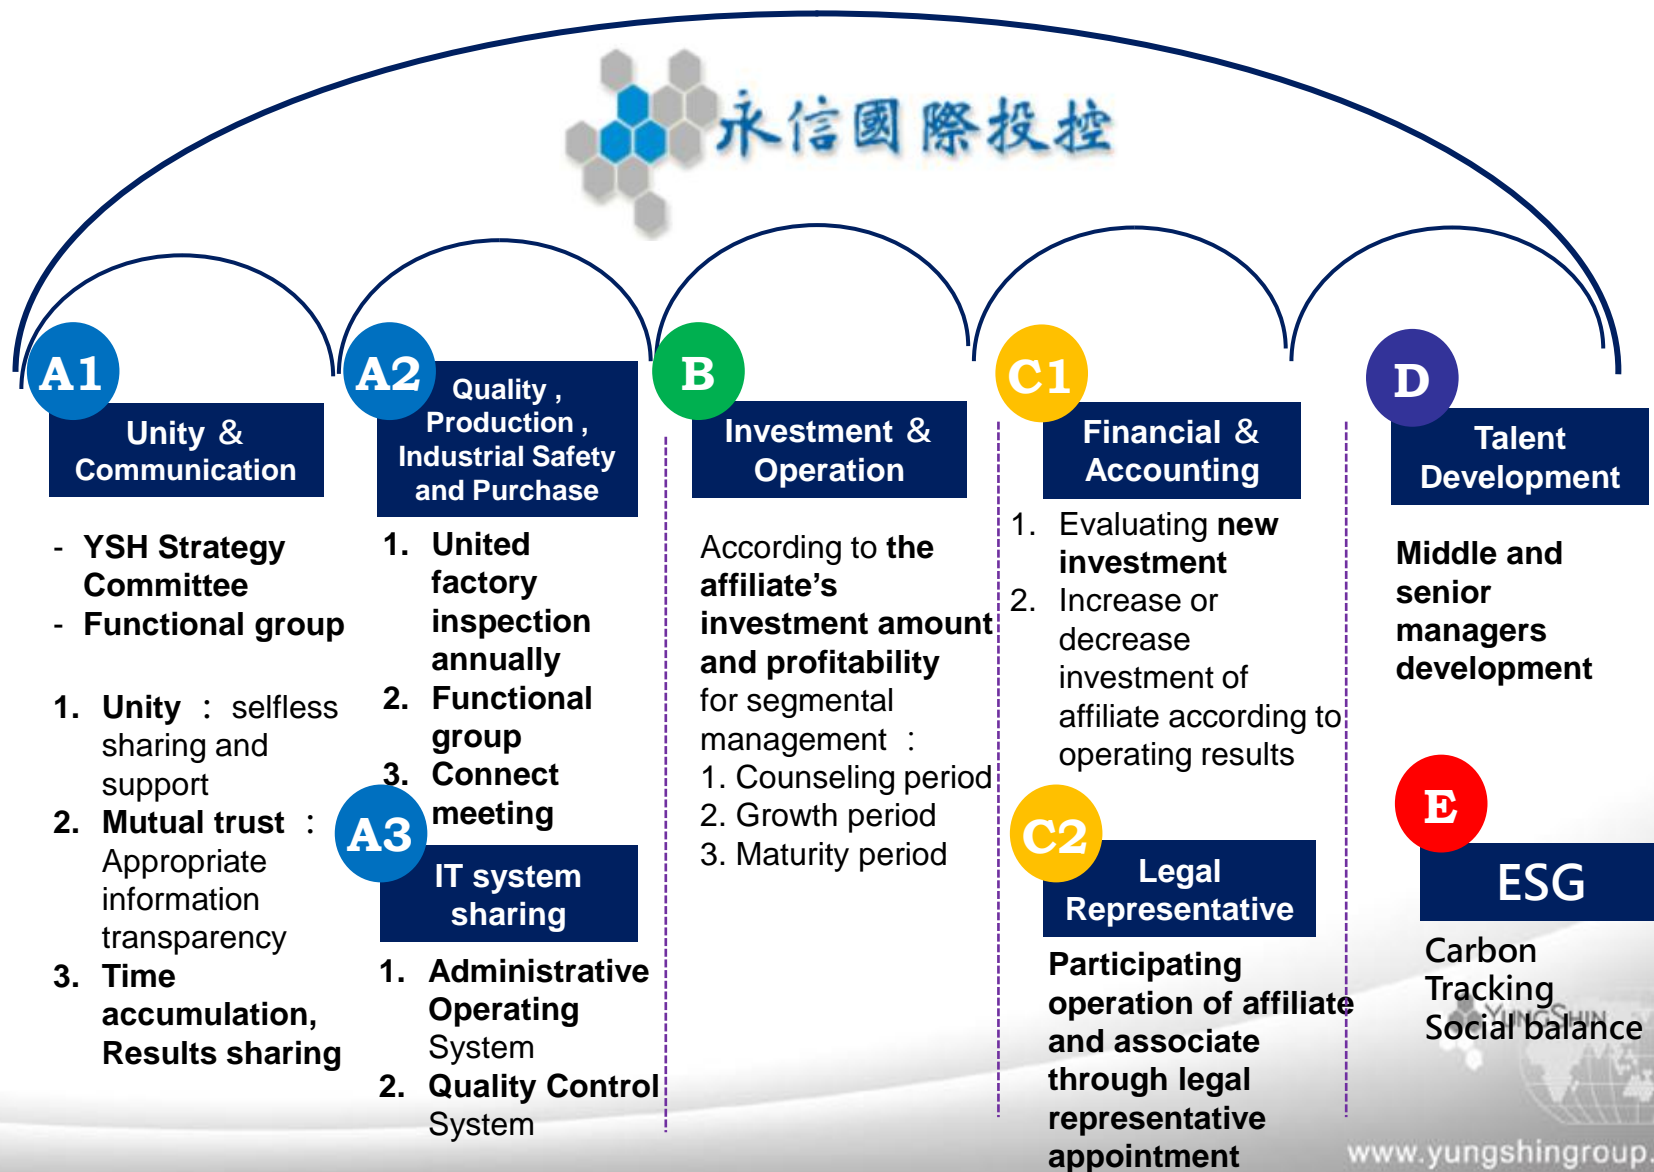 永信國際投控
A1
Unity &
Communication
- YSH Strategy
Committee
- Functional group
1. Unity : selfless
sharing and
support
2. Mutual trust :
Appropriate
information
transparency
3. Time
accumulation,
Results sharing
A2
Quality ,
Production ,
Industrial Safety
and Purchase
1. United
factory
inspection
annually
2. Functional
group
3. Connect
meeting
A3
IT system
sharing
1. Administrative
Operating
System
2. Quality Control
System
B
Investment &
Operation
According to the
affiliate’s
investment amount
and profitability
for segmental
management :
1. Counseling period
2. Growth period
3. Maturity period
C1
Financial &
Accounting
1. Evaluating new
investment
2. Increase or
decrease
investment of
affiliate according to
operating results
C2
Legal
Representative
Participating
operation of affiliate
and associate
through legal
representative
appointment
D
Talent
Development
Middle and
senior
managers
development
E
ESG
Carbon
Tracking
Social balance
YUNGSHIN
www.yungshingroup.